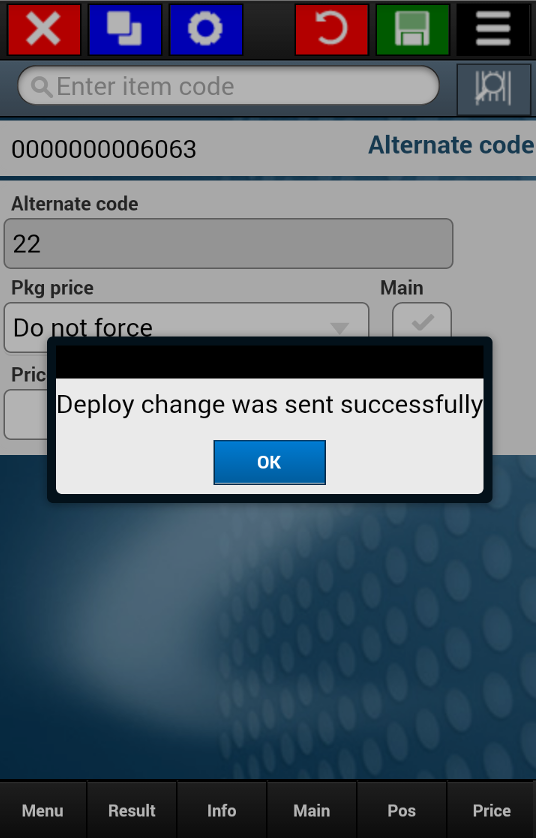 Enter item code
0000000006063
Alternate code
Alternate code
22
Pkg price
Main
Do not force
Pric
Deploy change was sent successfully
OK
Menu
Result
Info
Main
Pos
Price